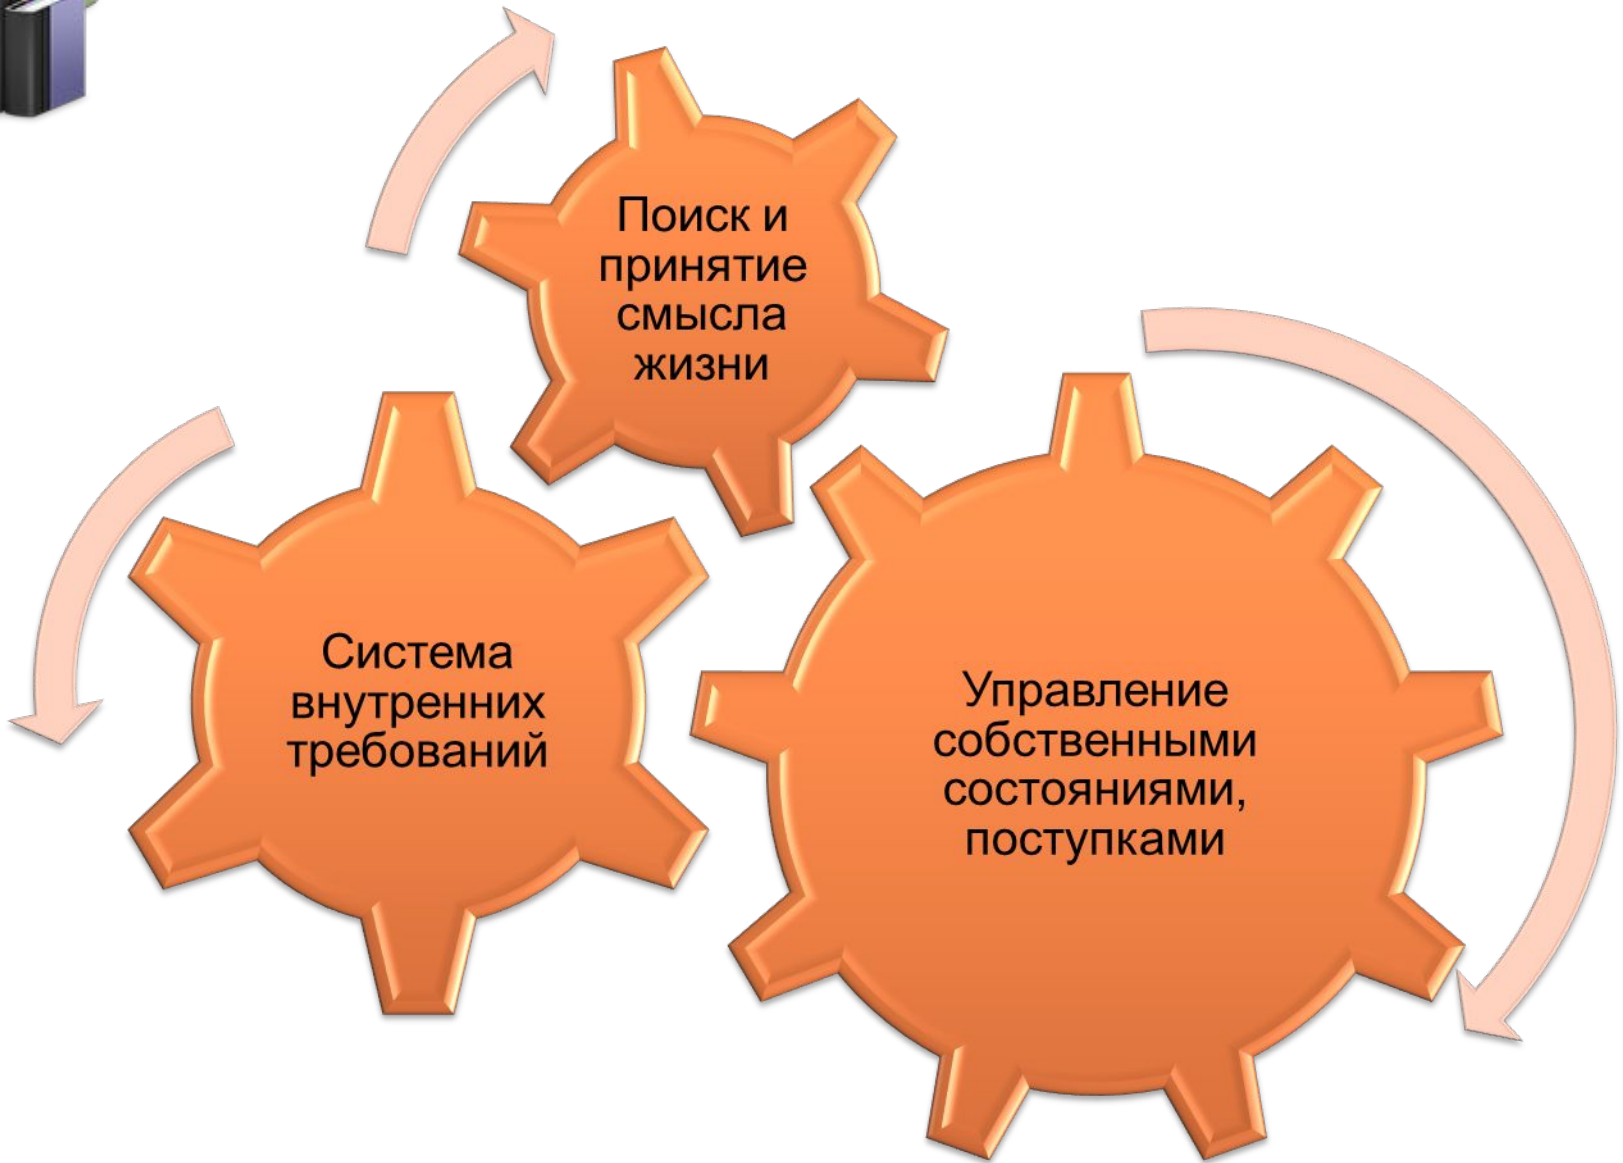 Поиск и
принятие
смысла
жизни
Система
внутренних
требований
Управление
собственными
состояниями,
поступками